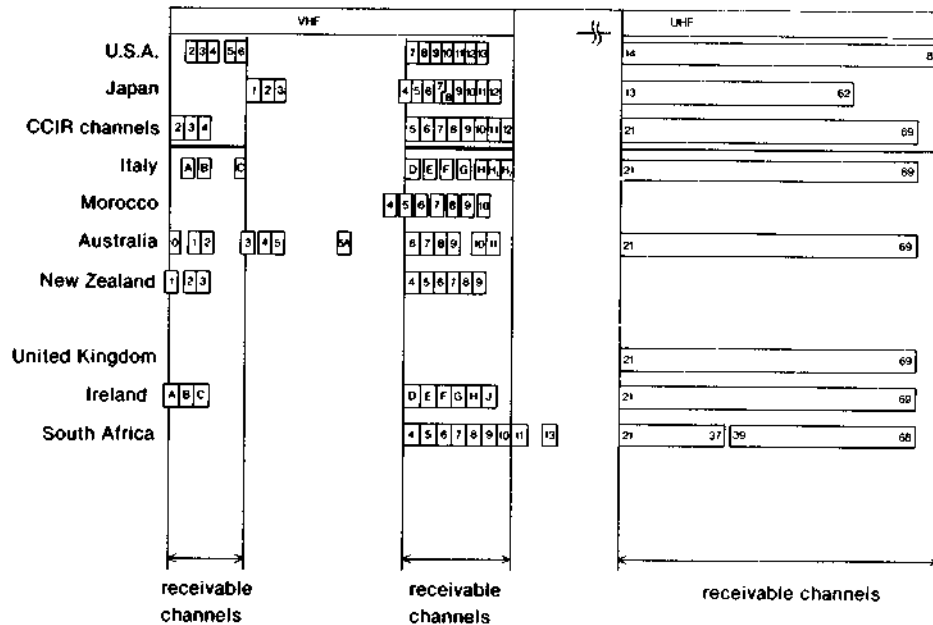 VHF UHF
U.S.A. 2 3 4 5 6 7 8 9 10 11 12 13 14 8
Japan 1 2 3 4 5 6 7 8 9 10 11 12 13 62
CCIR channels 2 3 4 5 6 7 8 9 10 11 12 21 69
Italy A B C D E F G H H H 21 69
Morocco 4 5 6 7 8 9 10
Australia 0 1 2 3 4 5 5A 6 7 8 9 10 11 21 69
New Zealand 1 2 3 4 5 6 7 8 9
United Kingdom 21 69
Ireland A B C D E F G H J 21 69
South Africa 4 5 6 7 8 9 10 11 13 21 37 39 68
receivable channels receivable channels receivable channels